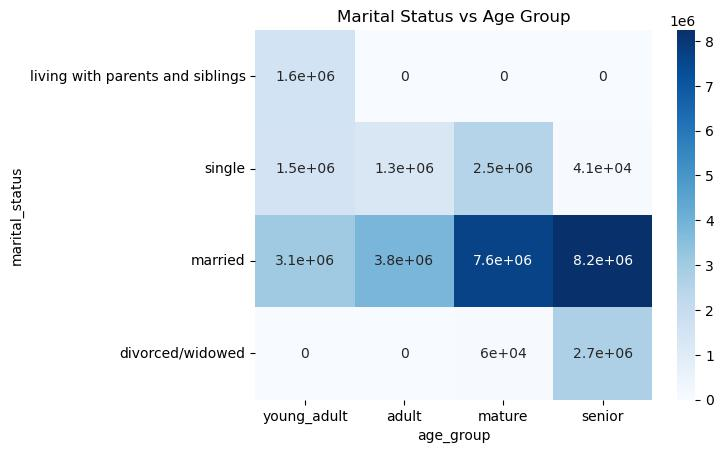 Marital Status vs Age Group
1e6
living with parents and siblings 1.6e+06 0 0 0
single 1.5e+06 1.3e+06 2.5e+06 4.1e+04
married 3.1e+06 3.8e+06 7.6e+06 8.2e+06
divorced/widowed 0 0 6e+04 2.7e+06
young_adult adult mature senior
age_group
marital_status
8
7
6
5
4
3
2
1
0